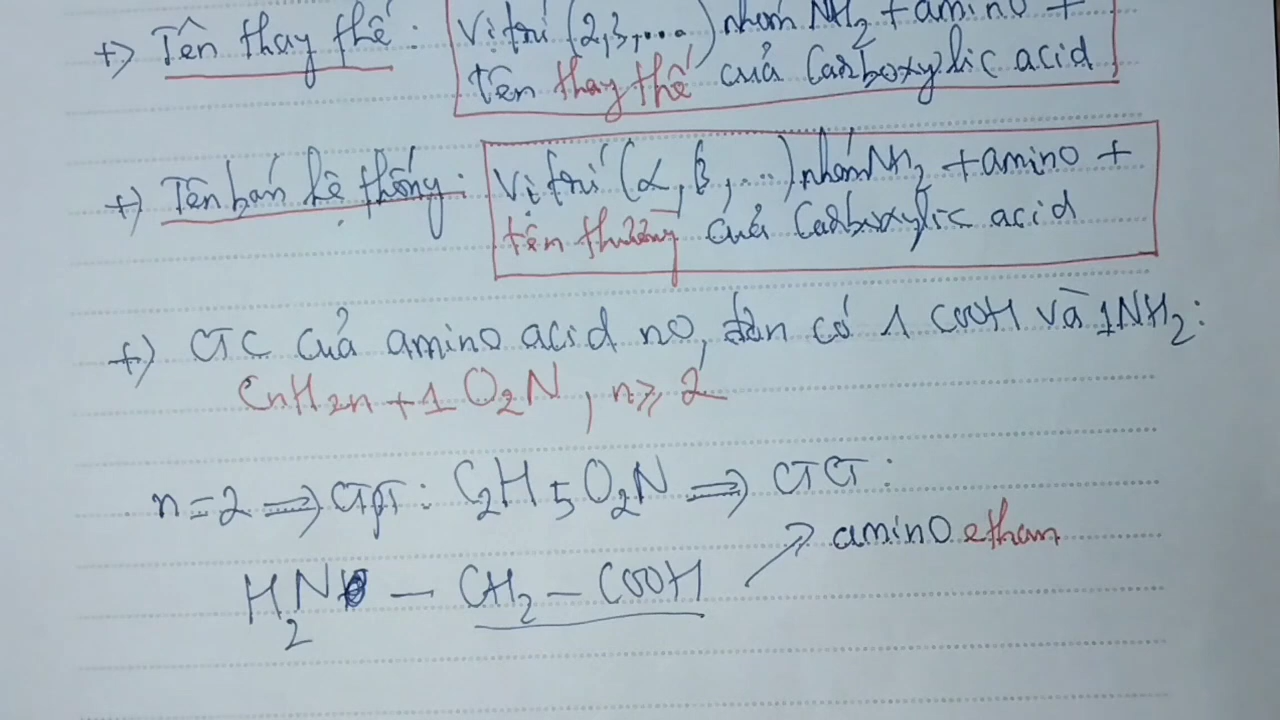 +) Tên thay thế : Vị trí (2,3,...) nhóm NH2 + amino +
tên thay thế của Carboxylic acid
+) Tên bán hệ thống : Vị trí (α, β, ...) nhóm NH2 + amino +
tên thường của Carboxylic acid
+) CTC của amino acid no, đơn có 1 COOH và 1NH2 :
CnH2n+1O2N, n ≥ 2
n = 2 ⟹ CTPT : C2H5O2N ⟹ CTCT :
amino ethan
H2N – CH2 – COOH ↗